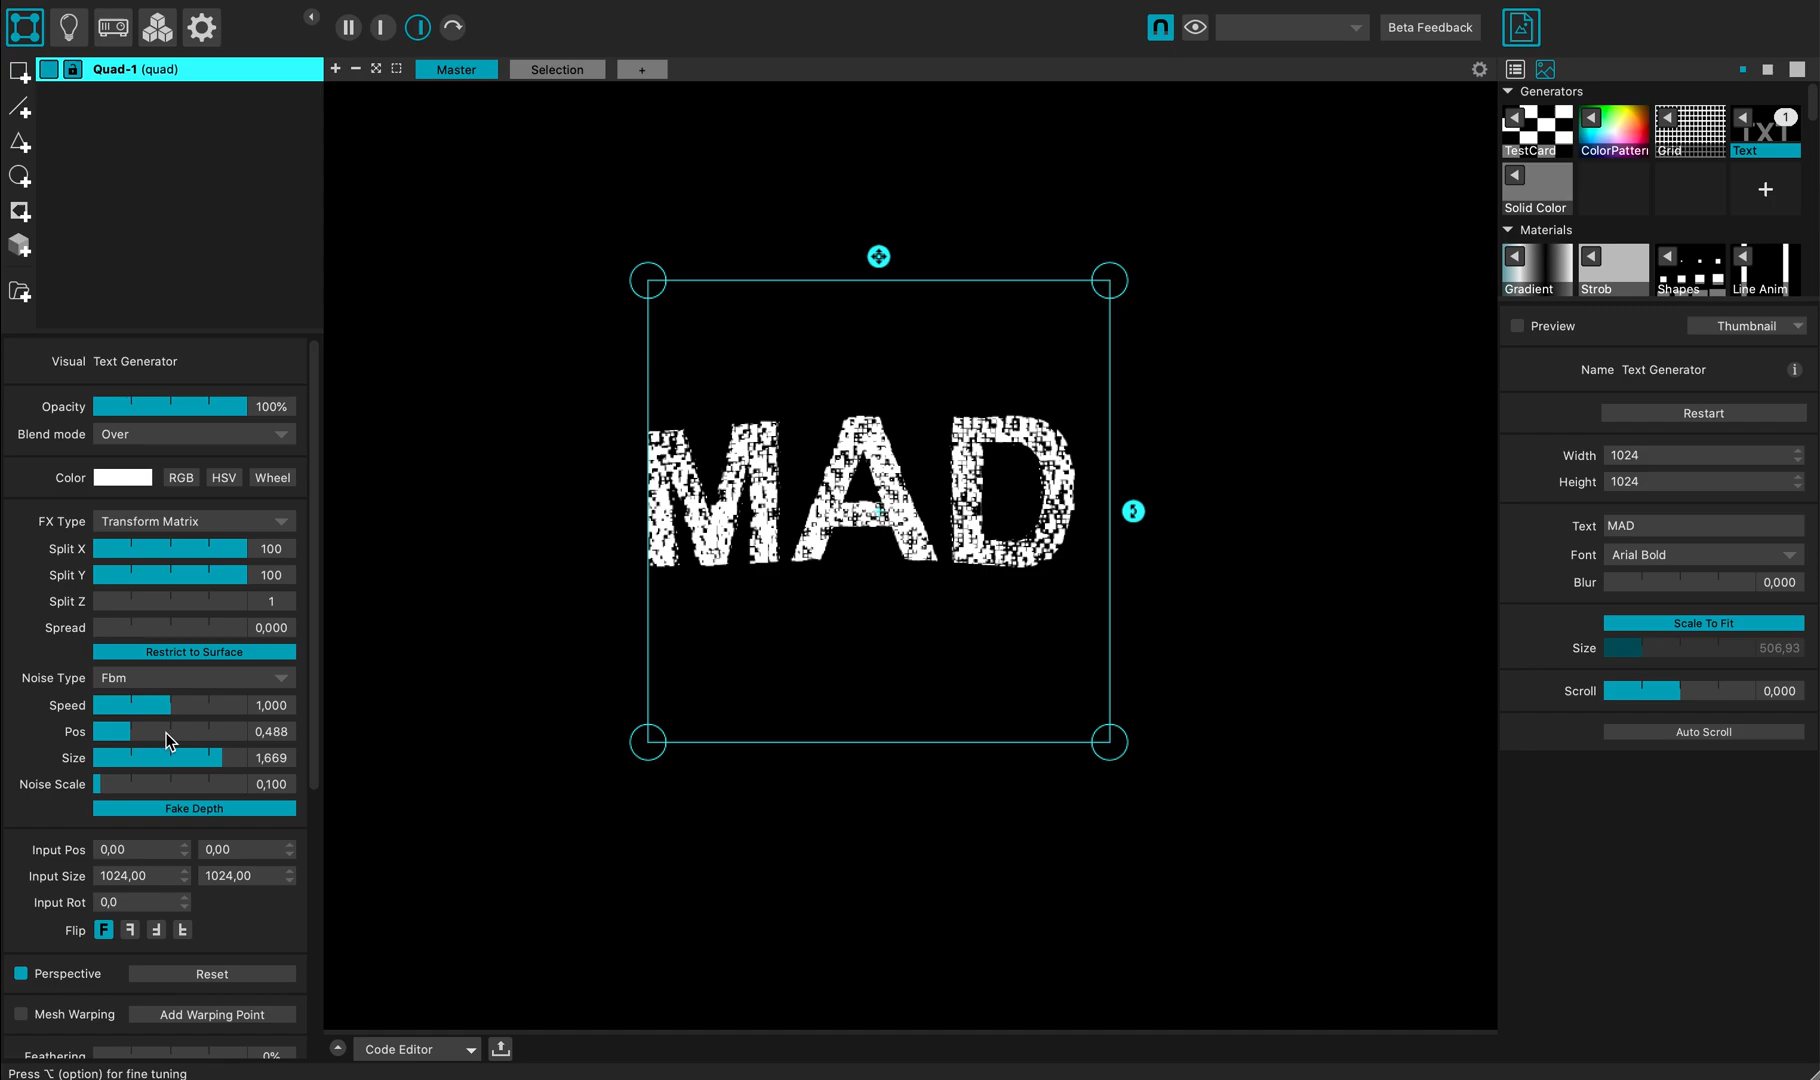 Beta Feedback
Quad-1 (quad)
Master
Selection
+
Generators
TestCard
ColorPattern
Grid
TXT
1
Text
Solid Color
+
Materials
Gradient
Strob
Shapes
Line Anim
Preview
Thumbnail
Name Text Generator
Restart
Width 1024
Height 1024
Text MAD
Font Arial Bold
Blur 0,000
Scale To Fit
Size 506,93
Scroll 0,000
Auto Scroll
Visual Text Generator
Opacity 100%
Blend mode Over
Color RGB HSV Wheel
FX Type Transform Matrix
Split X 100
Split Y 100
Split Z 1
Spread 0,000
Restrict to Surface
Noise Type Fbm
Speed 1,000
Pos 0,488
Size 1,669
Noise Scale 0,100
Fake Depth
Input Pos 0,00 0,00
Input Size 1024,00 1024,00
Input Rot 0,0
Flip
Perspective Reset
Mesh Warping Add Warping Point
Feathering 0%
Press ⌥ (option) for fine tuning
MAD
Code Editor